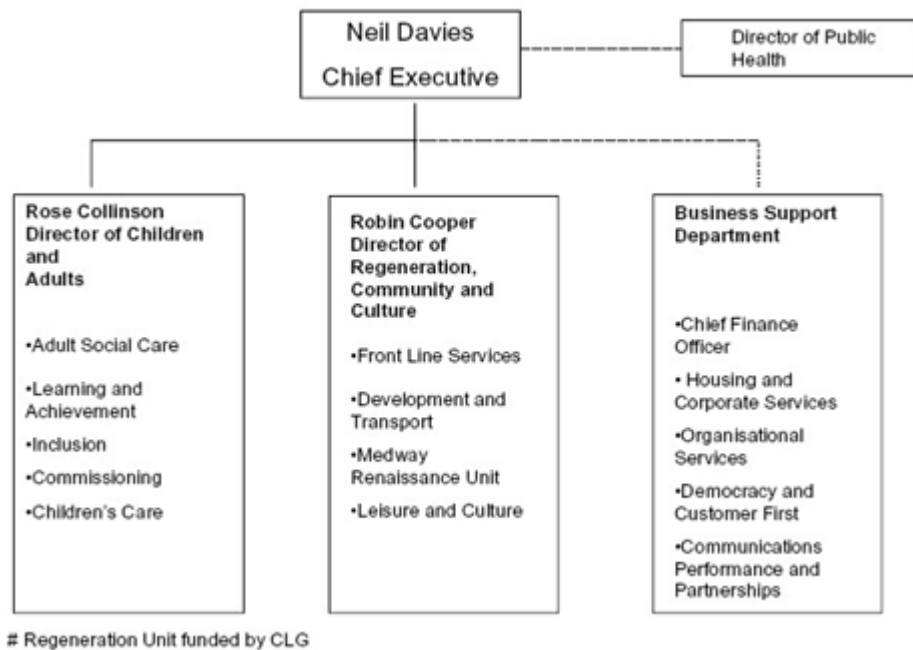 Neil Davies
Chief Executive
Director of Public
Health
Rose Collinson
Director of Children
and
Adults
•Adult Social Care
•Learning and
Achievement
•Inclusion
•Commissioning
•Children's Care
Robin Cooper
Director of
Regeneration,
Community and
Culture
•Front Line Services
•Development and
Transport
•Medway
Renaissance Unit
•Leisure and Culture
Business Support
Department
•Chief Finance
Officer
• Housing and
Corporate Services
•Organisational
Services
•Democracy and
Customer First
•Communications
Performance and
Partnerships
# Regeneration Unit funded by CLG